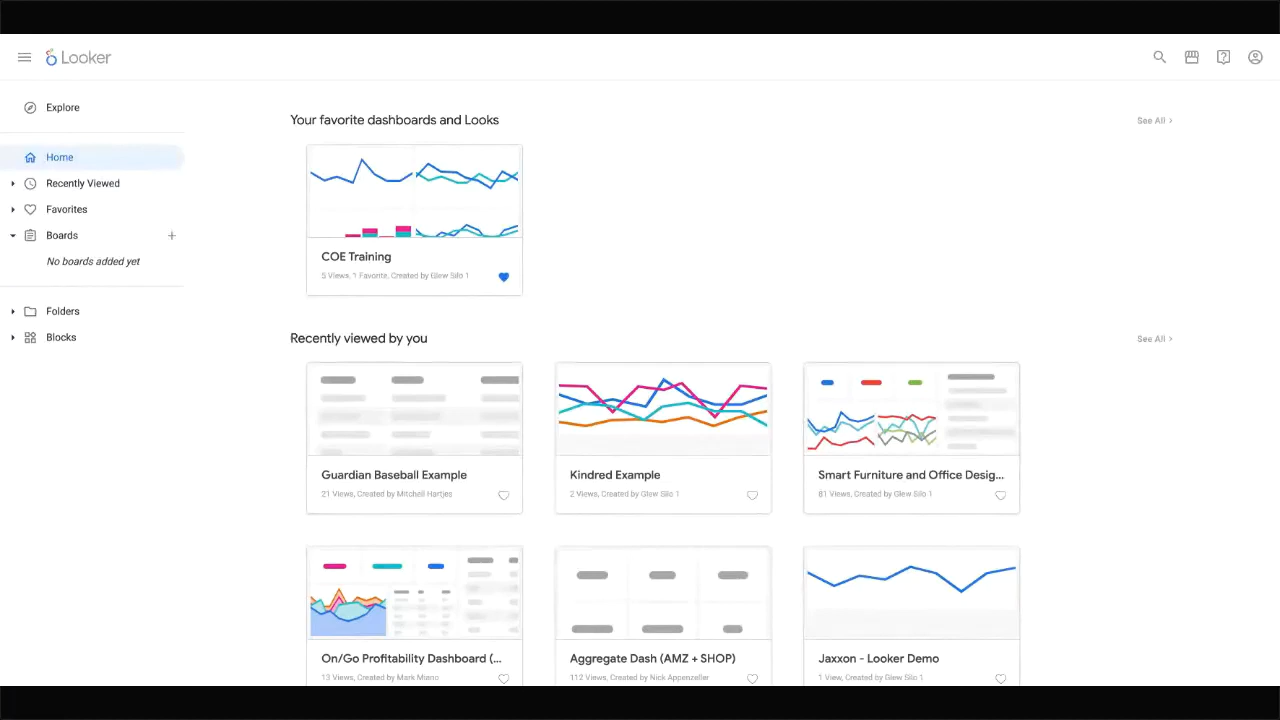 Looker
Explore
Home
Recently Viewed
Favorites
Boards
No boards added yet
Folders
Blocks
Your favorite dashboards and Looks
See All
COE Training
5 Views, 1 Favorite, Created by Glew Silo 1
Recently viewed by you
See All
Guardian Baseball Example
21 Views, Created by Mitchell Hartjes
Kindred Example
2 Views, Created by Glew Silo 1
Smart Furniture and Office Desig...
81 Views, Created by Glew Silo 1
On/Go Profitability Dashboard (...
13 Views, Created by Mark Miano
Aggregate Dash (AMZ + SHOP)
112 Views, Created by Nick Appenzeller
Jaxxon - Looker Demo
1 View, Created by Glew Silo 1